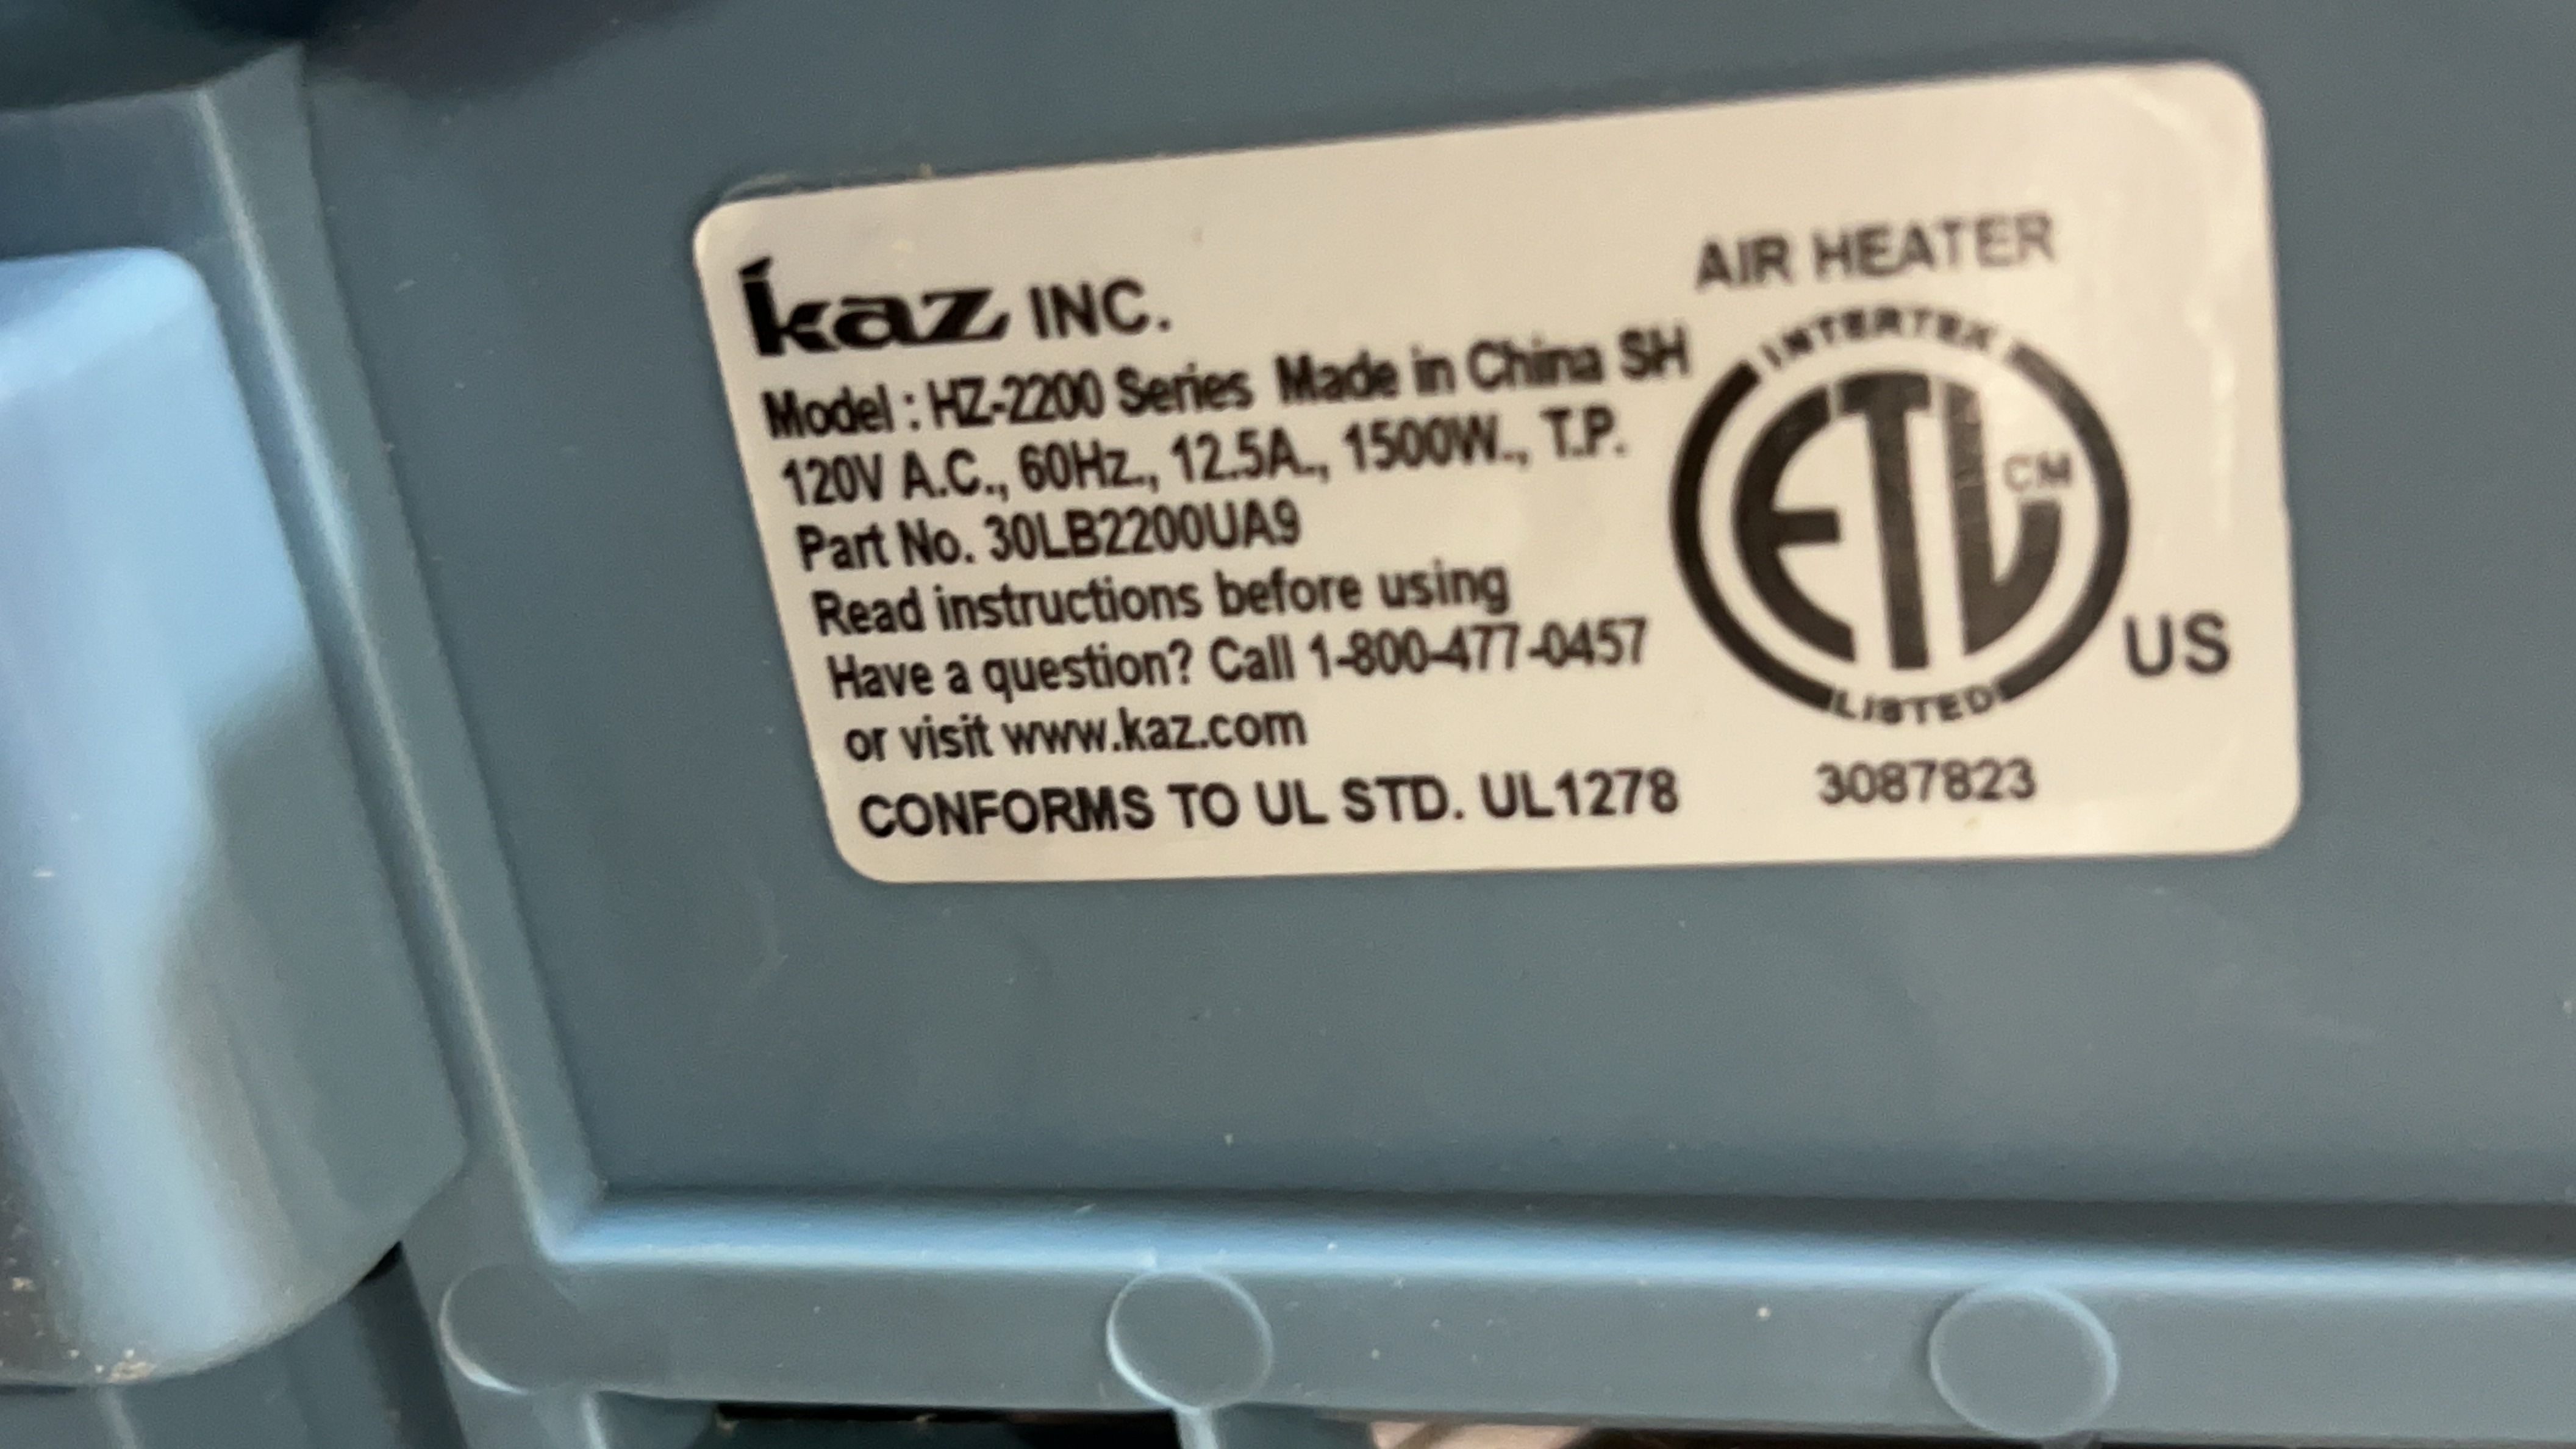 kaz INC.
AIR HEATER
Model : HZ-2200 Series Made in China SH
120V A.C., 60Hz., 12.5A., 1500W., T.P.
Part No. 30LB2200UA9
Read instructions before using
Have a question? Call 1-800-477-0457
or visit www.kaz.com
CONFORMS TO UL STD. UL1278
INTERTEK
ETL CM
LISTED
US
3087823